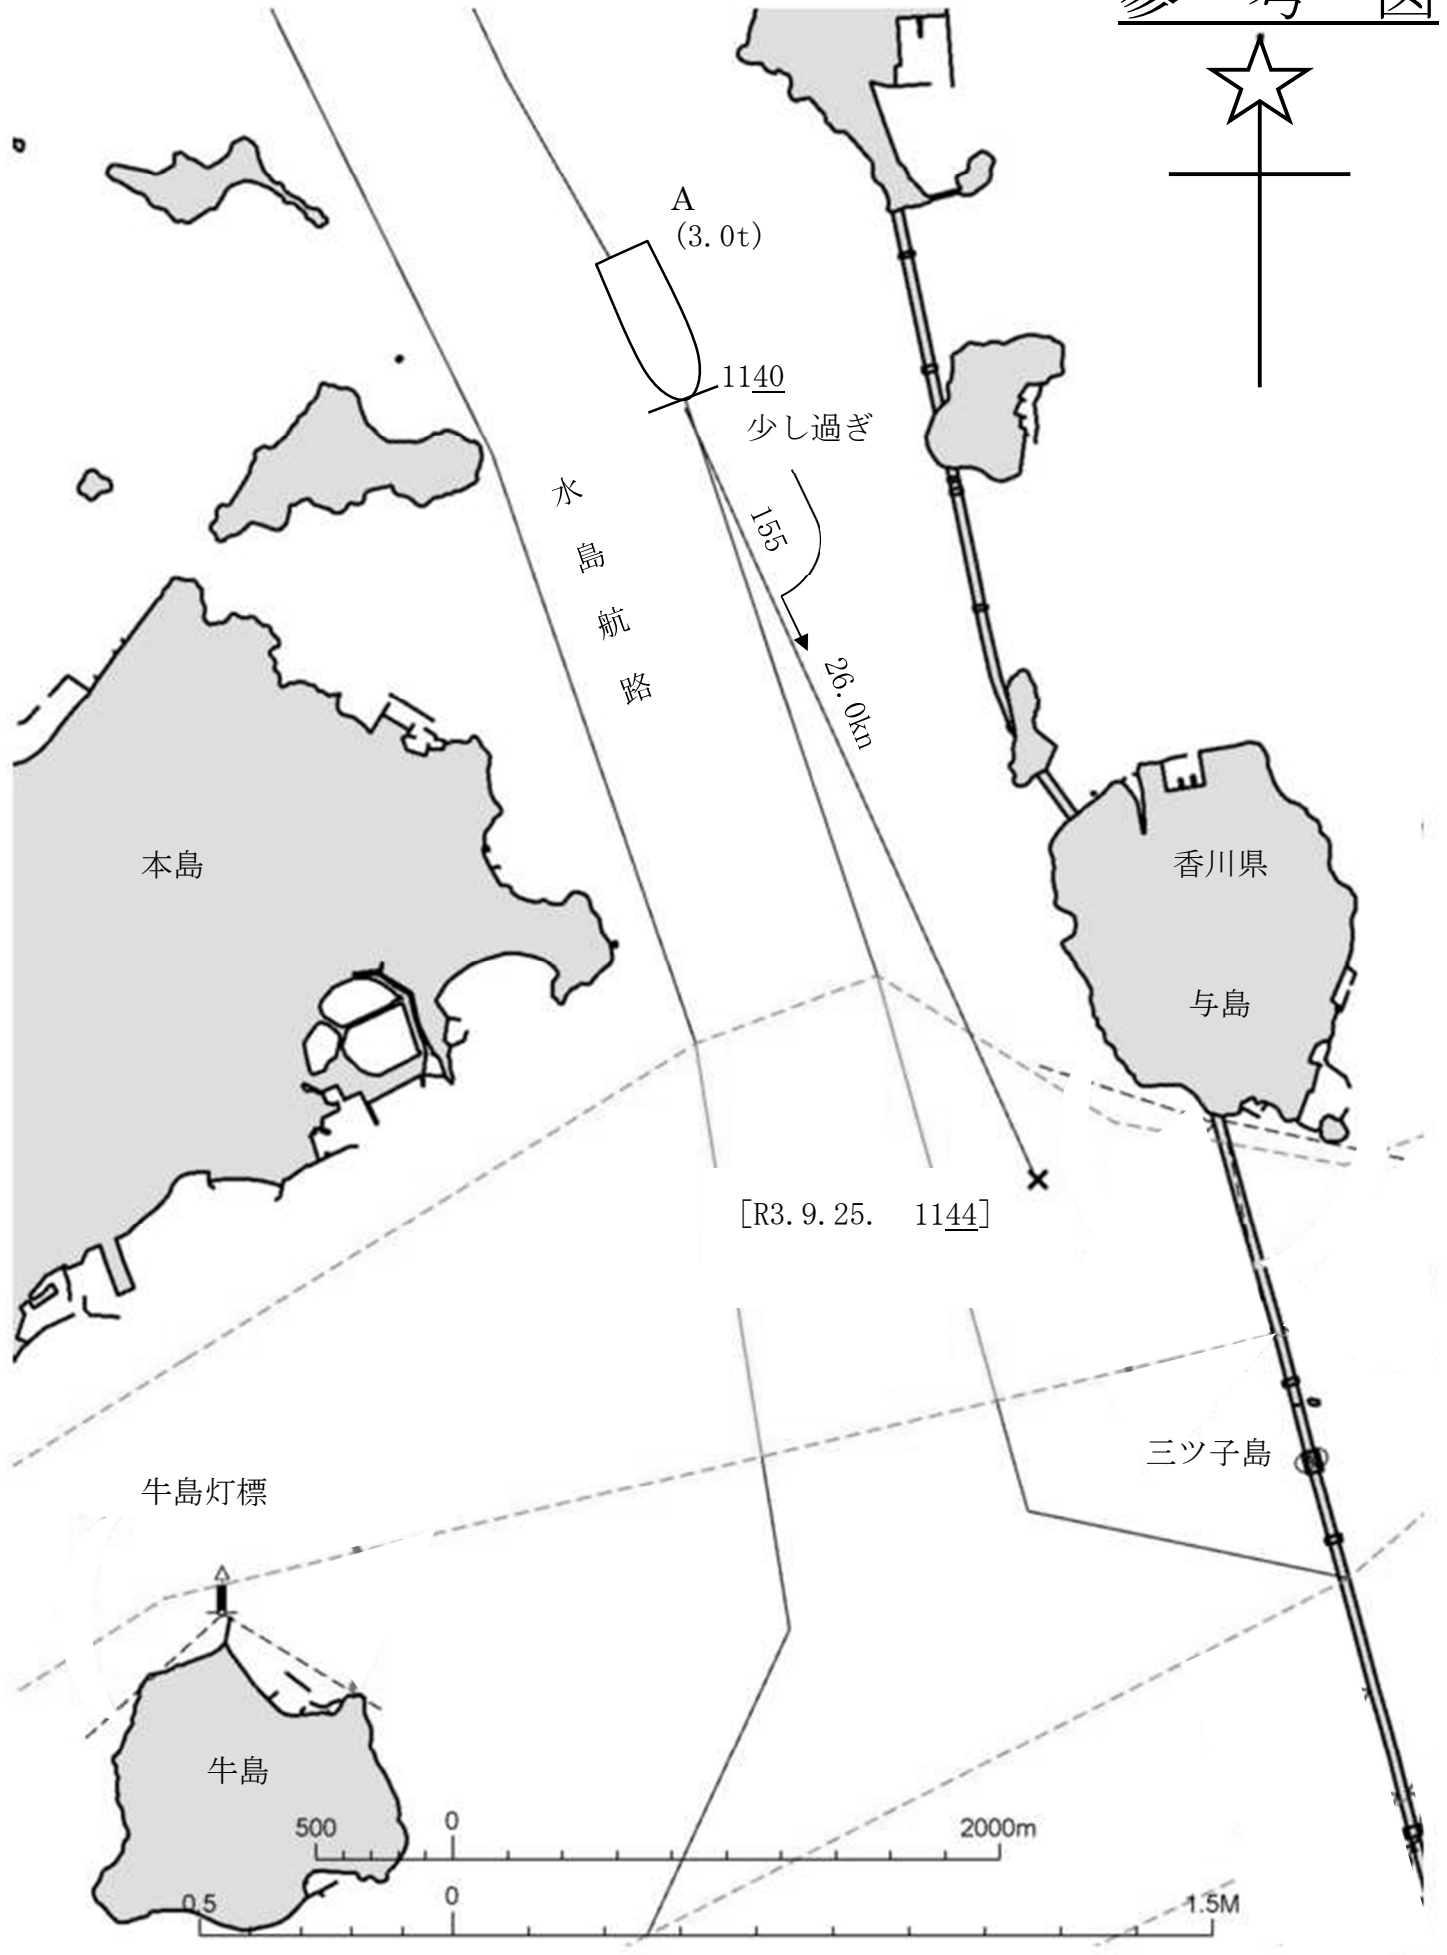 参考図
A
(3.0t)
1140
少し過ぎ
水島航路
155
26.0kn
本島
香川県
与島
[R3.9.25. 1144]
三ツ子島
牛島灯標
牛島
500 0 2000m
0.5 0 1.5M